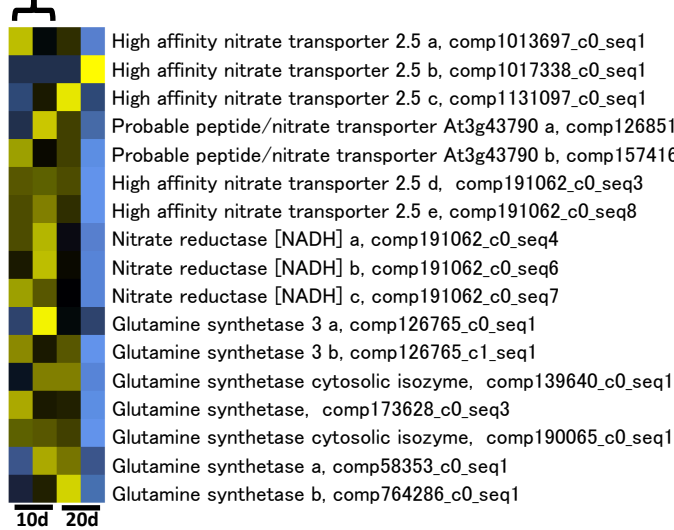 High affinity nitrate transporter 2.5 a, comp1013697_c0_seq1
High affinity nitrate transporter 2.5 b, comp1017338_c0_seq1
High affinity nitrate transporter 2.5 c, comp1131097_c0_seq1
Probable peptide/nitrate transporter At3g43790 a, comp126851
Probable peptide/nitrate transporter At3g43790 b, comp157416
High affinity nitrate transporter 2.5 d, comp191062_c0_seq3
High affinity nitrate transporter 2.5 e, comp191062_c0_seq8
Nitrate reductase [NADH] a, comp191062_c0_seq4
Nitrate reductase [NADH] b, comp191062_c0_seq6
Nitrate reductase [NADH] c, comp191062_c0_seq7
Glutamine synthetase 3 a, comp126765_c0_seq1
Glutamine synthetase 3 b, comp126765_c1_seq1
Glutamine synthetase cytosolic isozyme, comp139640_c0_seq1
Glutamine synthetase, comp173628_c0_seq3
Glutamine synthetase cytosolic isozyme, comp190065_c0_seq1
Glutamine synthetase a, comp58353_c0_seq1
Glutamine synthetase b, comp764286_c0_seq1
10d 20d